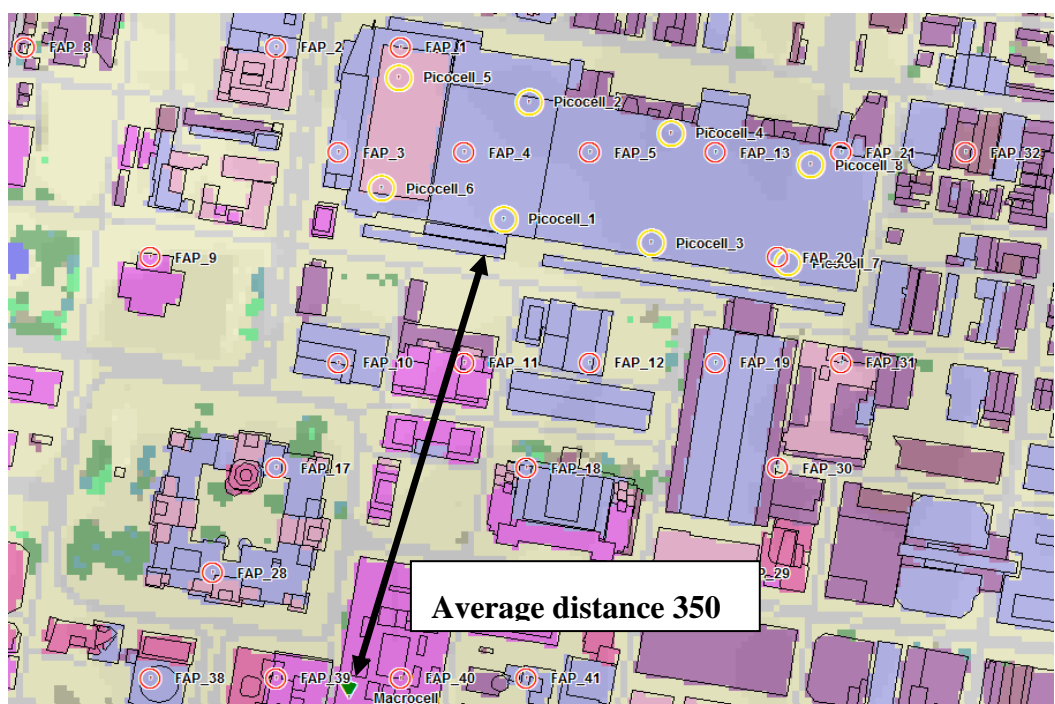 FAP_8
FAP_2
FAP_1
Picocell_5
Picocell_2
Picocell_4
FAP_3
FAP_4
FAP_5
FAP_13
FAP_21
FAP_32
Picocell_8
Picocell_6
Picocell_1
Picocell_3
FAP_9
FAP_20
Picocell_7
FAP_10
FAP_11
FAP_12
FAP_19
FAP_31
FAP_17
FAP_18
FAP_30
FAP_28
FAP_29
Average distance 350
FAP_38
FAP_39
FAP_40
FAP_41
Macrocell